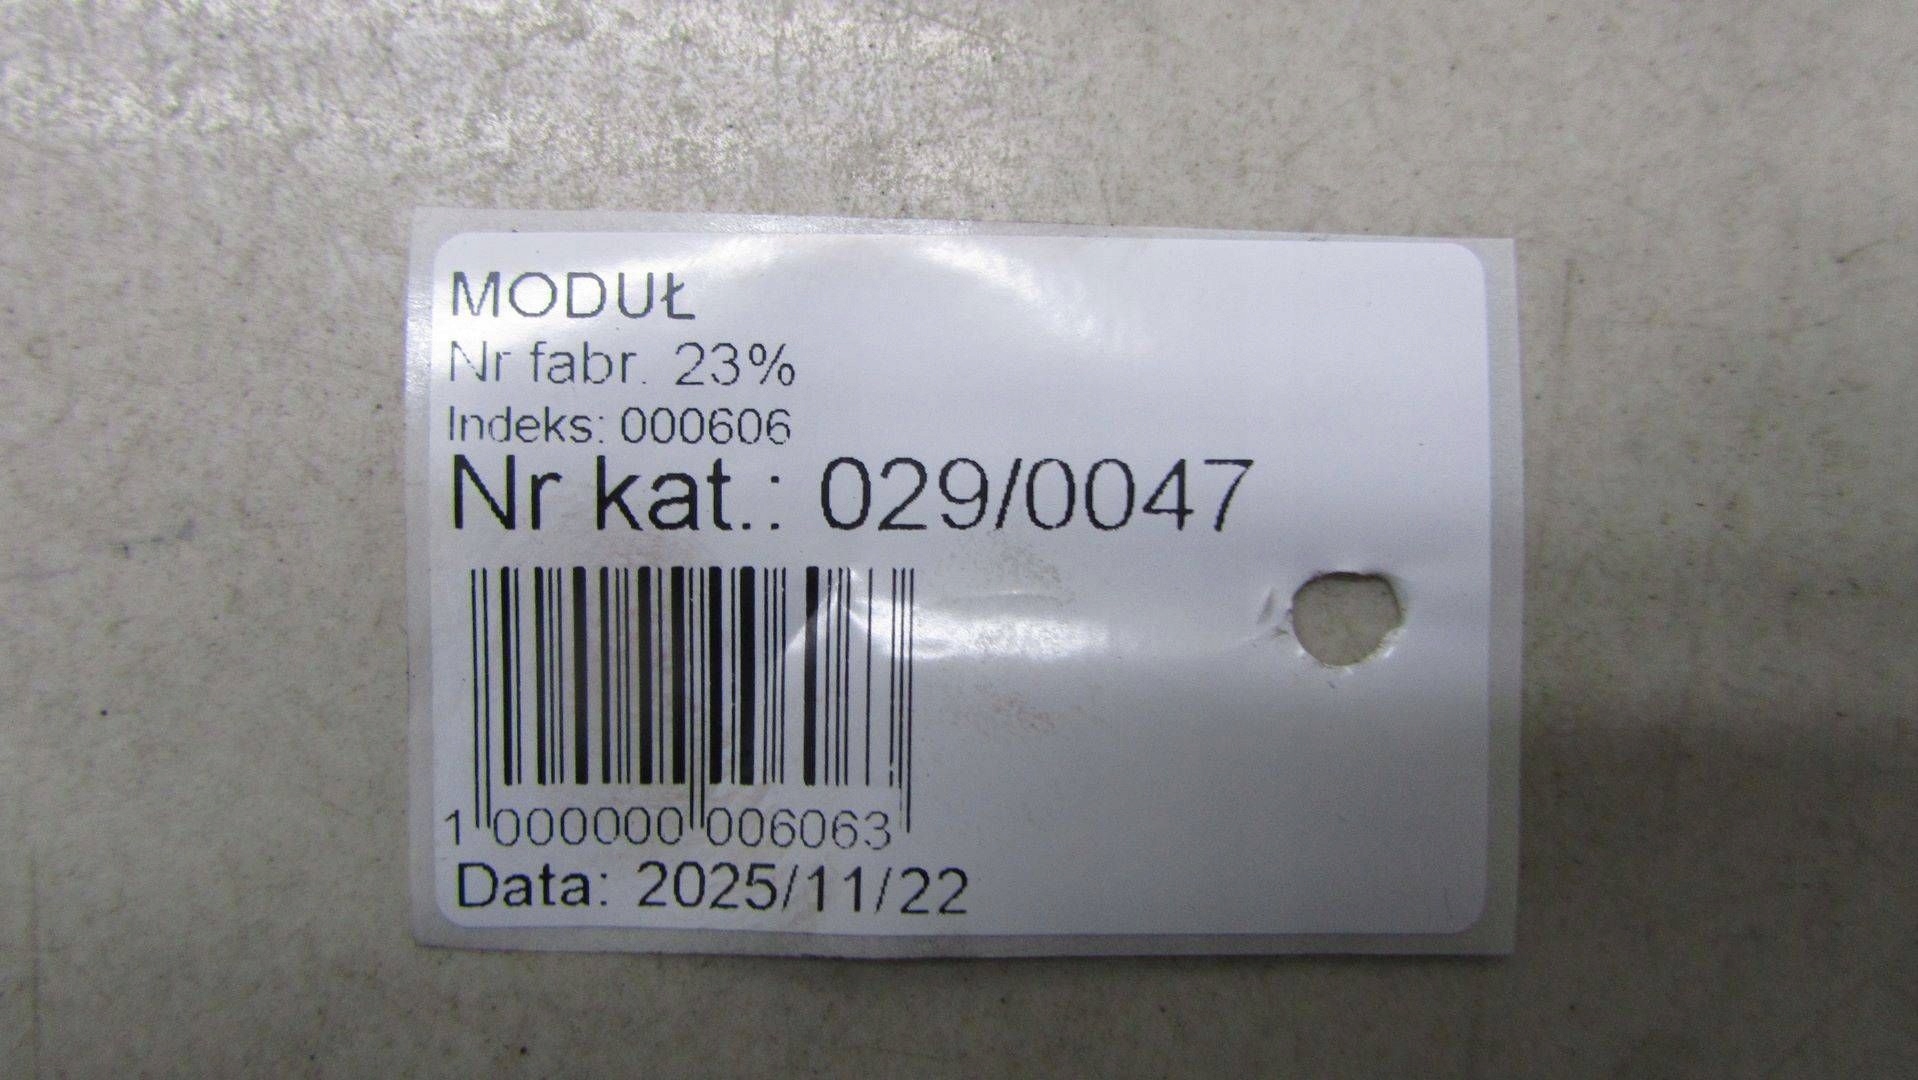 MODUŁ
Nr fabr. 23%
Indeks: 000606
Nr kat.: 029/0047
1 000000 006063
Data: 2025/11/22